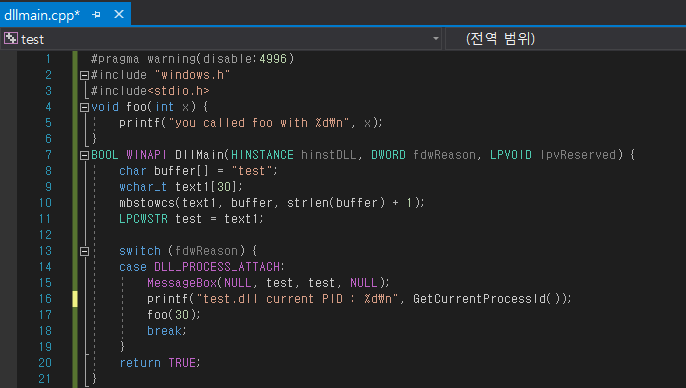 dllmain.cpp*
test (전역 범위)
1 #pragma warning(disable:4996)
2 #include "windows.h"
3 #include<stdio.h>
4 void foo(int x) {
5 printf("you called foo with %d₩n", x);
6 }
7 BOOL WINAPI DllMain(HINSTANCE hinstDLL, DWORD fdwReason, LPVOID lpvReserved) {
8 char buffer[] = "test";
9 wchar_t text1[30];
10 mbstowcs(text1, buffer, strlen(buffer) + 1);
11 LPCWSTR test = text1;
12
13 switch (fdwReason) {
14 case DLL_PROCESS_ATTACH:
15 MessageBox(NULL, test, test, NULL);
16 printf("test.dll current PID : %d₩n", GetCurrentProcessId());
17 foo(30);
18 break;
19 }
20 return TRUE;
21 }